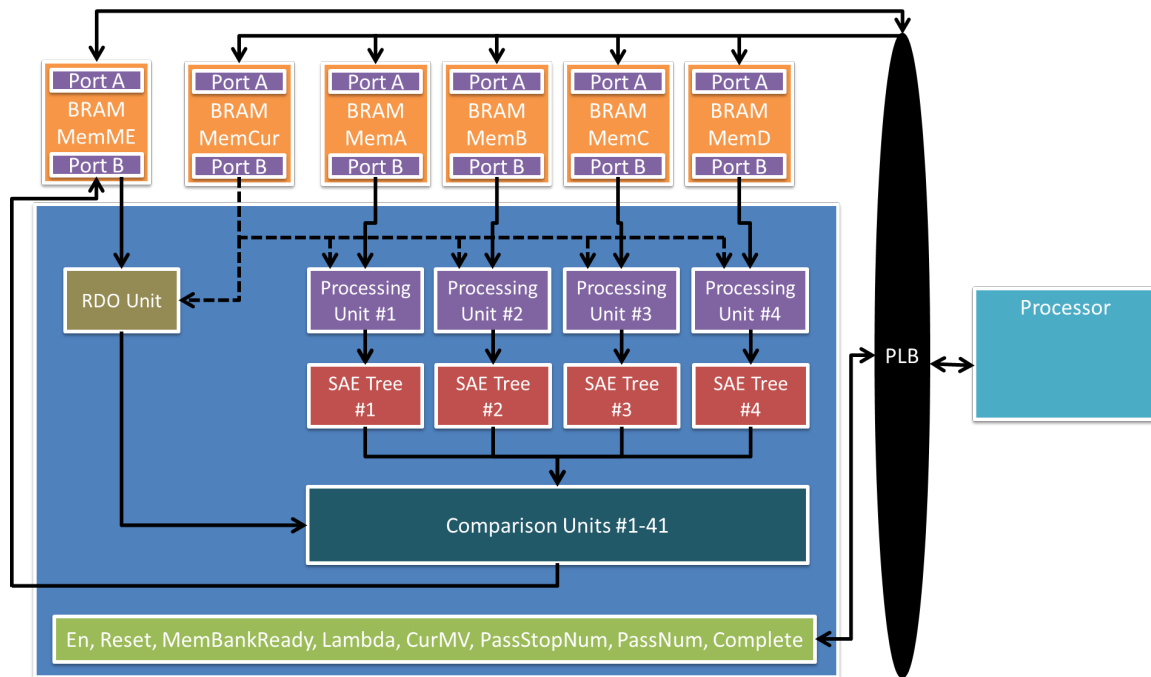 Port A
BRAM
MemME
Port B
Port A
BRAM
MemCur
Port B
Port A
BRAM
MemA
Port B
Port A
BRAM
MemB
Port B
Port A
BRAM
MemC
Port B
Port A
BRAM
MemD
Port B
RDO Unit
Processing
Unit #1
Processing
Unit #2
Processing
Unit #3
Processing
Unit #4
SAE Tree
#1
SAE Tree
#2
SAE Tree
#3
SAE Tree
#4
Comparison Units #1-41
En, Reset, MemBankReady, Lambda, CurMV, PassStopNum, PassNum, Complete
PLB
Processor